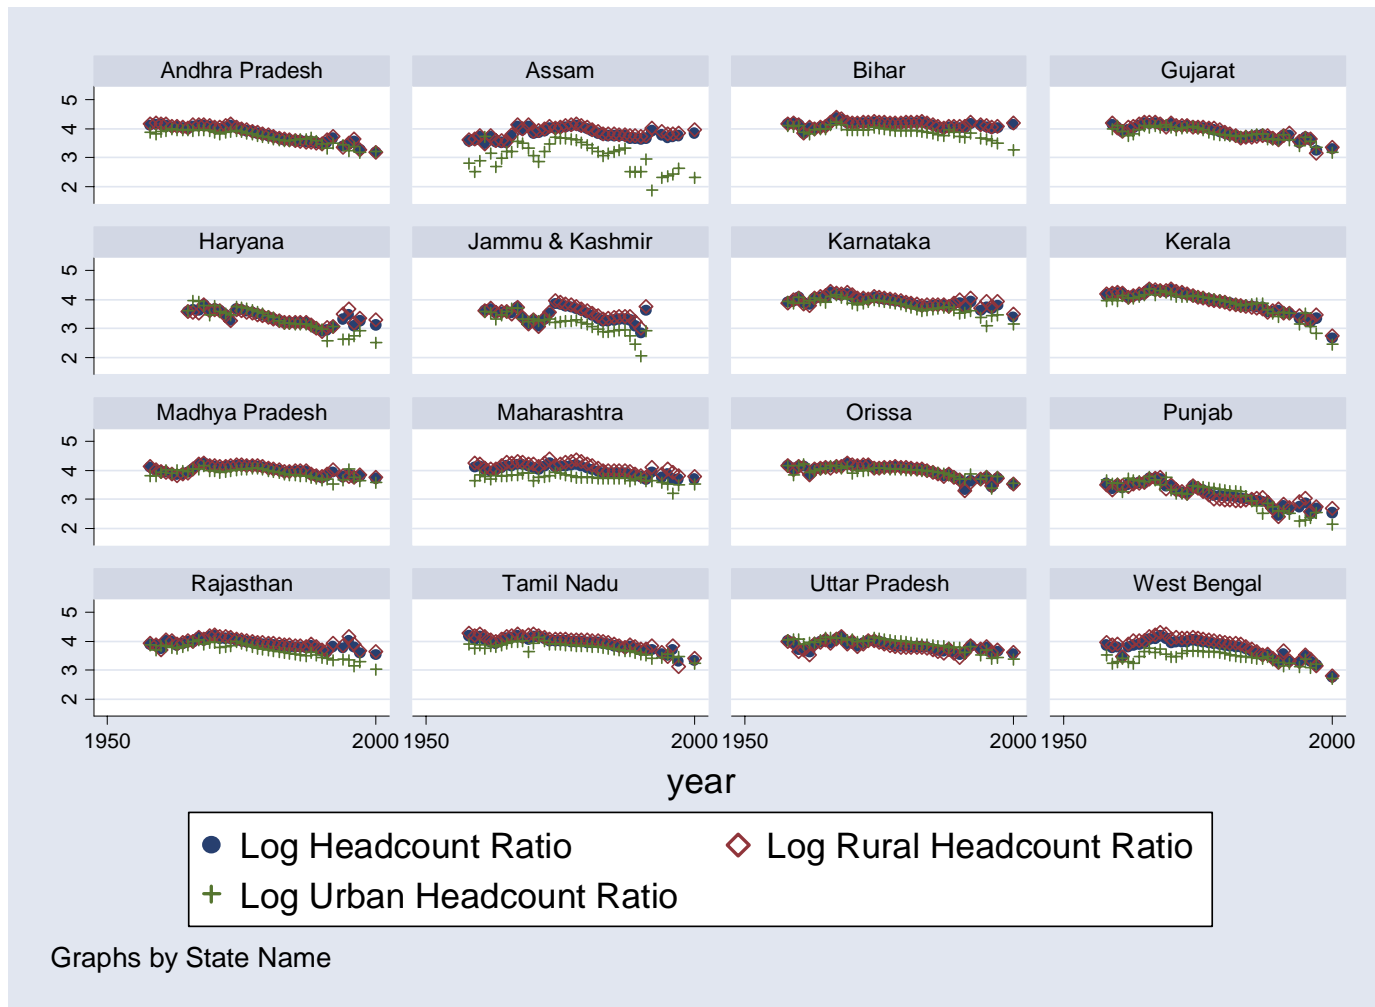 Andhra Pradesh Assam Bihar Gujarat
5
4
3
2
Haryana Jammu & Kashmir Karnataka Kerala
5
4
3
2
Madhya Pradesh Maharashtra Orissa Punjab
5
4
3
2
Rajasthan Tamil Nadu Uttar Pradesh West Bengal
5
4
3
2
1950 2000 1950 2000 1950 2000 1950 2000
year
Log Headcount Ratio Log Rural Headcount Ratio
Log Urban Headcount Ratio
Graphs by State Name